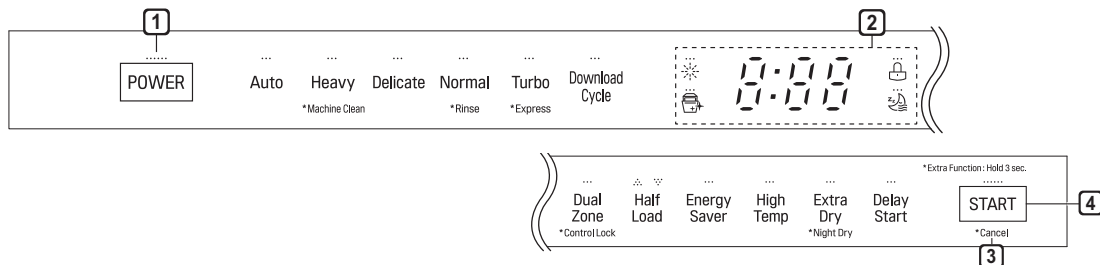 1
2
POWER
Auto
Heavy
*Machine Clean
Delicate
Normal
*Rinse
Turbo
*Express
Download
Cycle
8:88
zz
*Extra Function : Hold 3 sec.
Dual
Zone
*Control Lock
Half
Load
Energy
Saver
High
Temp
Extra
Dry
*Night Dry
Delay
Start
START
*Cancel
4
3